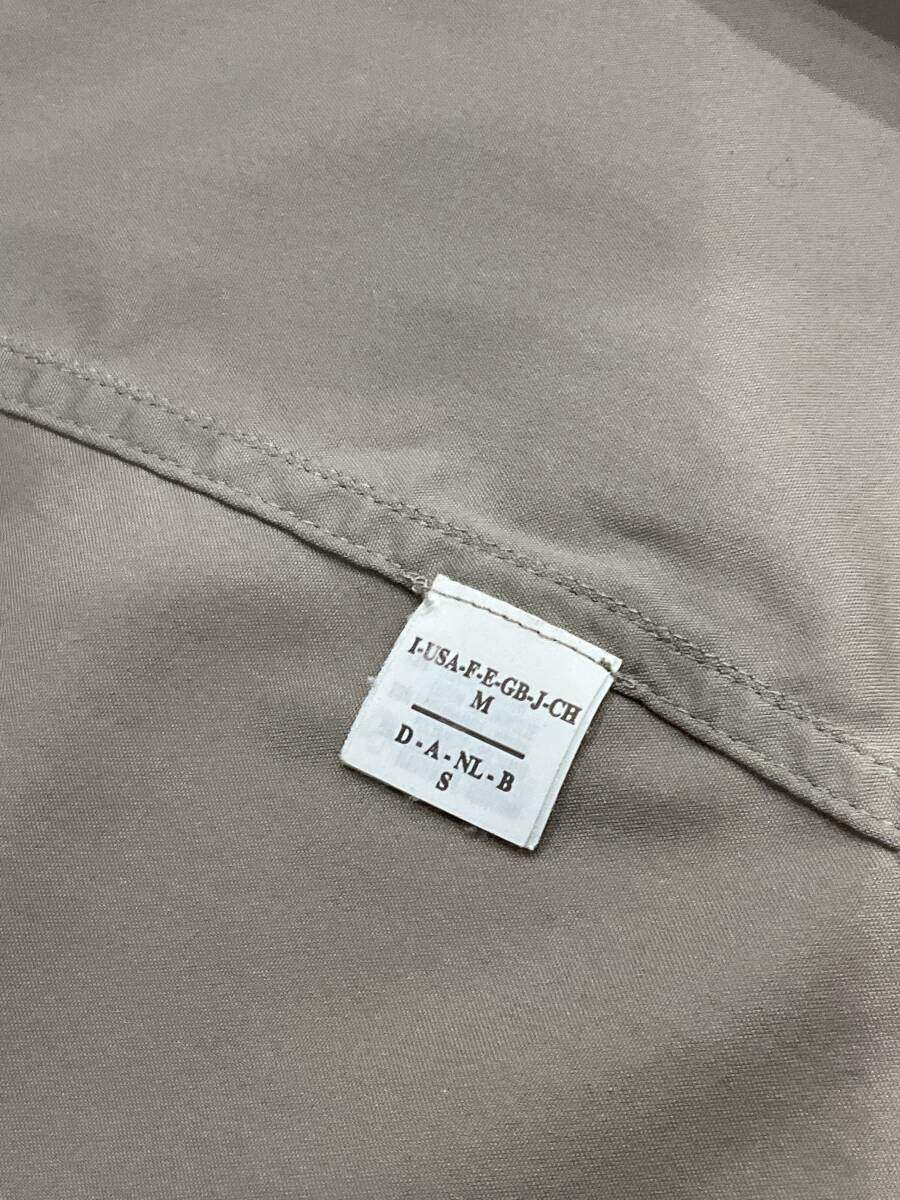 I-USA-F-E-GB-J-CH
M
D - A - NL - B
S